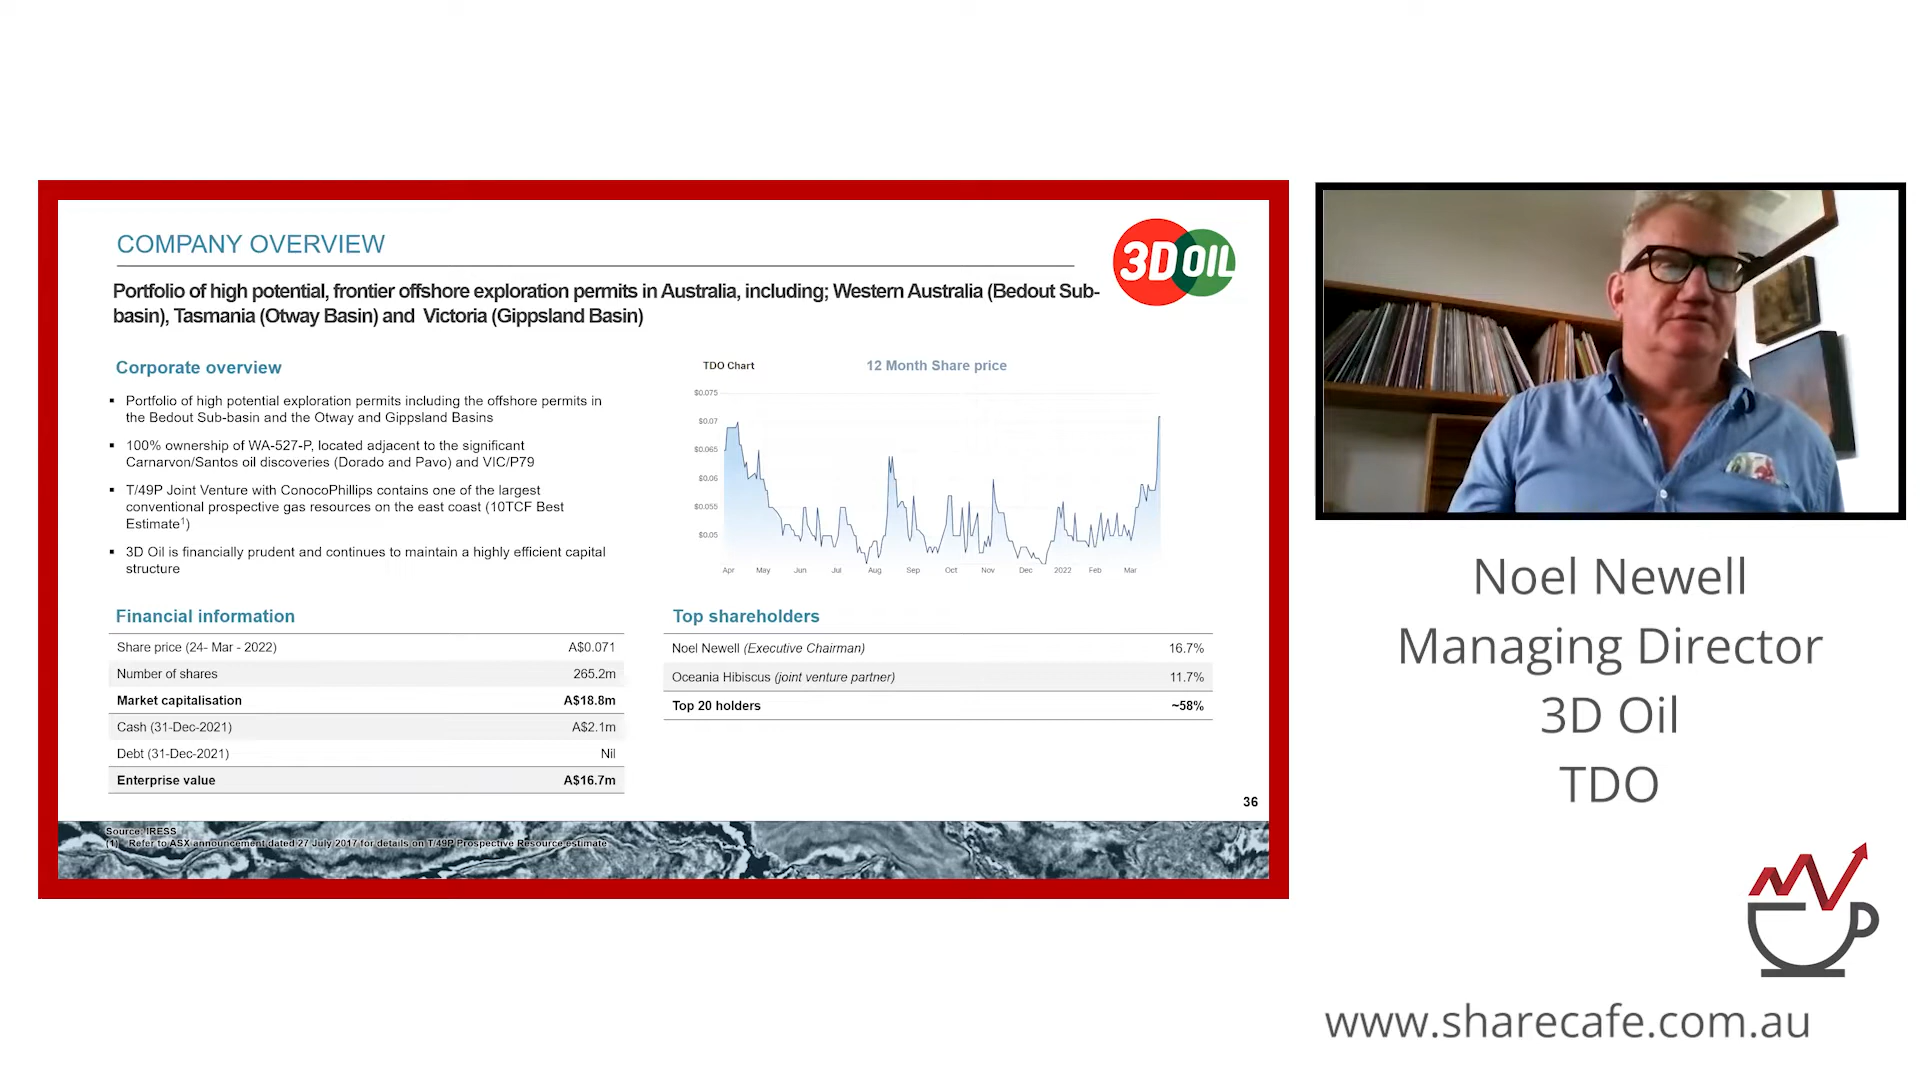 COMPANY OVERVIEW
3D OIL
Portfolio of high potential, frontier offshore exploration permits in Australia, including; Western Australia (Bedout Sub-
basin), Tasmania (Otway Basin) and Victoria (Gippsland Basin)
Corporate overview
▪ Portfolio of high potential exploration permits including the offshore permits in
the Bedout Sub-basin and the Otway and Gippsland Basins
▪ 100% ownership of WA-527-P, located adjacent to the significant
Carnarvon/Santos oil discoveries (Dorado and Pavo) and VIC/P79
▪ T/49P Joint Venture with ConocoPhillips contains one of the largest
conventional prospective gas resources on the east coast (10TCF Best
Estimate¹)
▪ 3D Oil is financially prudent and continues to maintain a highly efficient capital
structure
TDO Chart 12 Month Share price
$0.075
$0.07
$0.065
$0.06
$0.055
$0.05
Apr May Jun Jul Aug Sep Oct Nov Dec 2022 Feb Mar
Financial information
Share price (24- Mar - 2022) A$0.071
Number of shares 265.2m
Market capitalisation A$18.8m
Cash (31-Dec-2021) A$2.1m
Debt (31-Dec-2021) Nil
Enterprise value A$16.7m
Top shareholders
Noel Newell (Executive Chairman) 16.7%
Oceania Hibiscus (joint venture partner) 11.7%
Top 20 holders ~58%
36
Source: IRESS
(1) Refer to ASX announcement dated 27 July 2017 for details on T/49P Prospective Resource estimate
Noel Newell
Managing Director
3D Oil
TDO
www.sharecafe.com.au